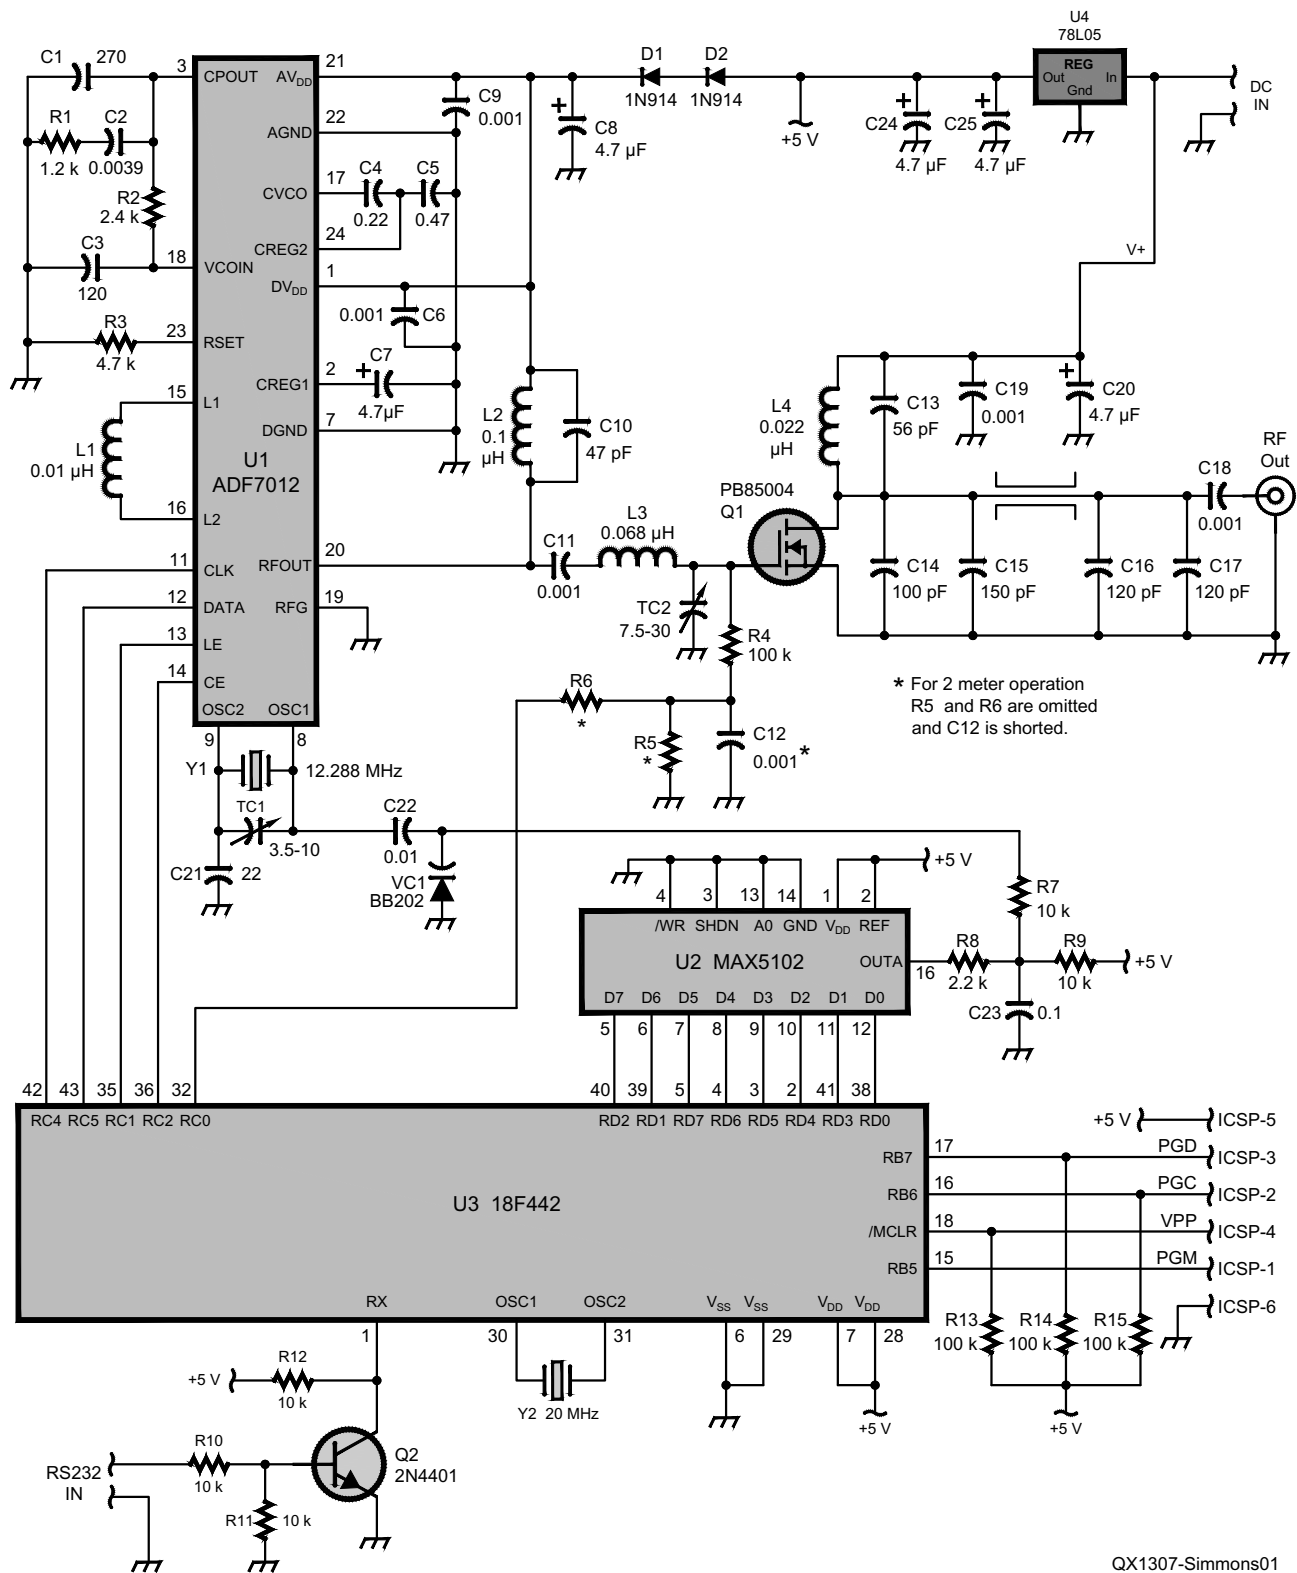 U4
78L05
REG
Out In
Gnd
DC
IN
C1 270
3 CPOUT AVDD 21
R1 C2
1.2 k 0.0039
R2
2.4 k
C3
120
18 VCOIN
R3
4.7 k
23 RSET
15 L1
L1
0.01 µH
16 L2
U1
ADF7012
11 CLK
12 DATA
13 LE
14 CE
OSC2 OSC1
9 8
AGND 22
CVCO 17
CREG2 24
DVDD 1
CREG1 2
DGND 7
RFOUT 20
RFG 19
C9
0.001
C4 C5
0.22 0.47
0.001 C6
+ C7
4.7µF
+ C8
4.7 µF
D1 D2
1N914 1N914
+5 V
+ C24
4.7 µF
+ C25
4.7 µF
V+
L2
0.1
µH
C10
47 pF
C11
0.001
L3
0.068 µH
TC2
7.5-30
PB85004
Q1
L4
0.022
µH
C13
56 pF
C19
0.001
+ C20
4.7 µF
RF
Out
C18
0.001
C14
100 pF
C15
150 pF
C16
120 pF
C17
120 pF
R4
100 k
R6
*
R5
*
C12
0.001*
* For 2 meter operation
R5 and R6 are omitted
and C12 is shorted.
Y1 12.288 MHz
TC1
3.5-10
C21 22
C22
0.01
VC1
BB202
+5 V
4 3 13 14 1 2
/WR SHDN A0 GND VDD REF
U2 MAX5102 OUTA
16
D7 D6 D5 D4 D3 D2 D1 D0
5 6 7 8 9 10 11 12
R7
10 k
R8
2.2 k
R9
10 k
+5 V
C23 0.1
42 43 35 36 32 40 39 5 4 3 2 41 38
RC4 RC5 RC1 RC2 RC0 RD2 RD1 RD7 RD6 RD5 RD4 RD3 RD0
U3 18F442
RB7 17
RB6 16
/MCLR 18
RB5 15
+5 V ICSP-5
PGD ICSP-3
PGC ICSP-2
VPP ICSP-4
PGM ICSP-1
ICSP-6
R13
100 k
R14
100 k
R15
100 k
+5 V
RX OSC1 OSC2 VSS VSS VDD VDD
1 30 31 6 29 7 28
Y2 20 MHz
+5 V
+5 V
R12
10 k
R10
10 k
R11 10 k
Q2
2N4401
RS232
IN
QX1307-Simmons01